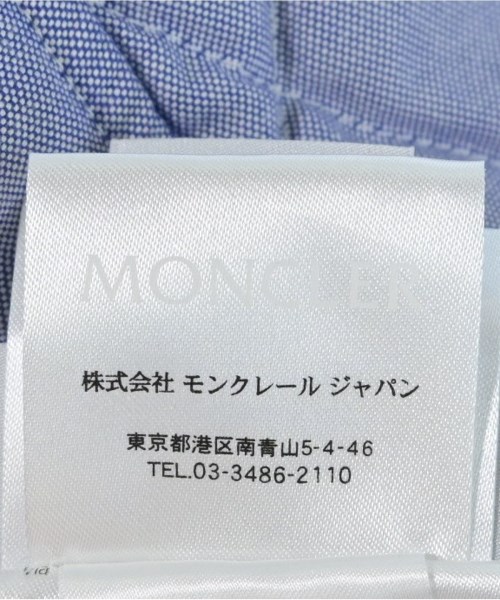 MONCLER
株式会社 モンクレール ジャパン
東京都港区南青山5-4-46
TEL.03-3486-2110